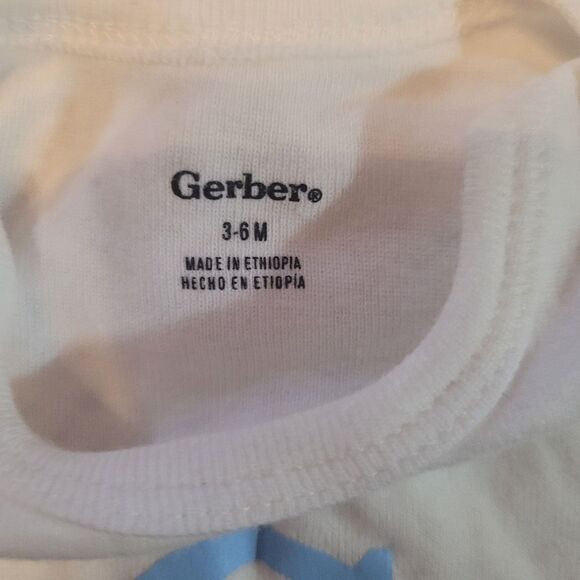 Gerber®
3-6 M
MADE IN ETHIOPIA
HECHO EN ETIOPÍA